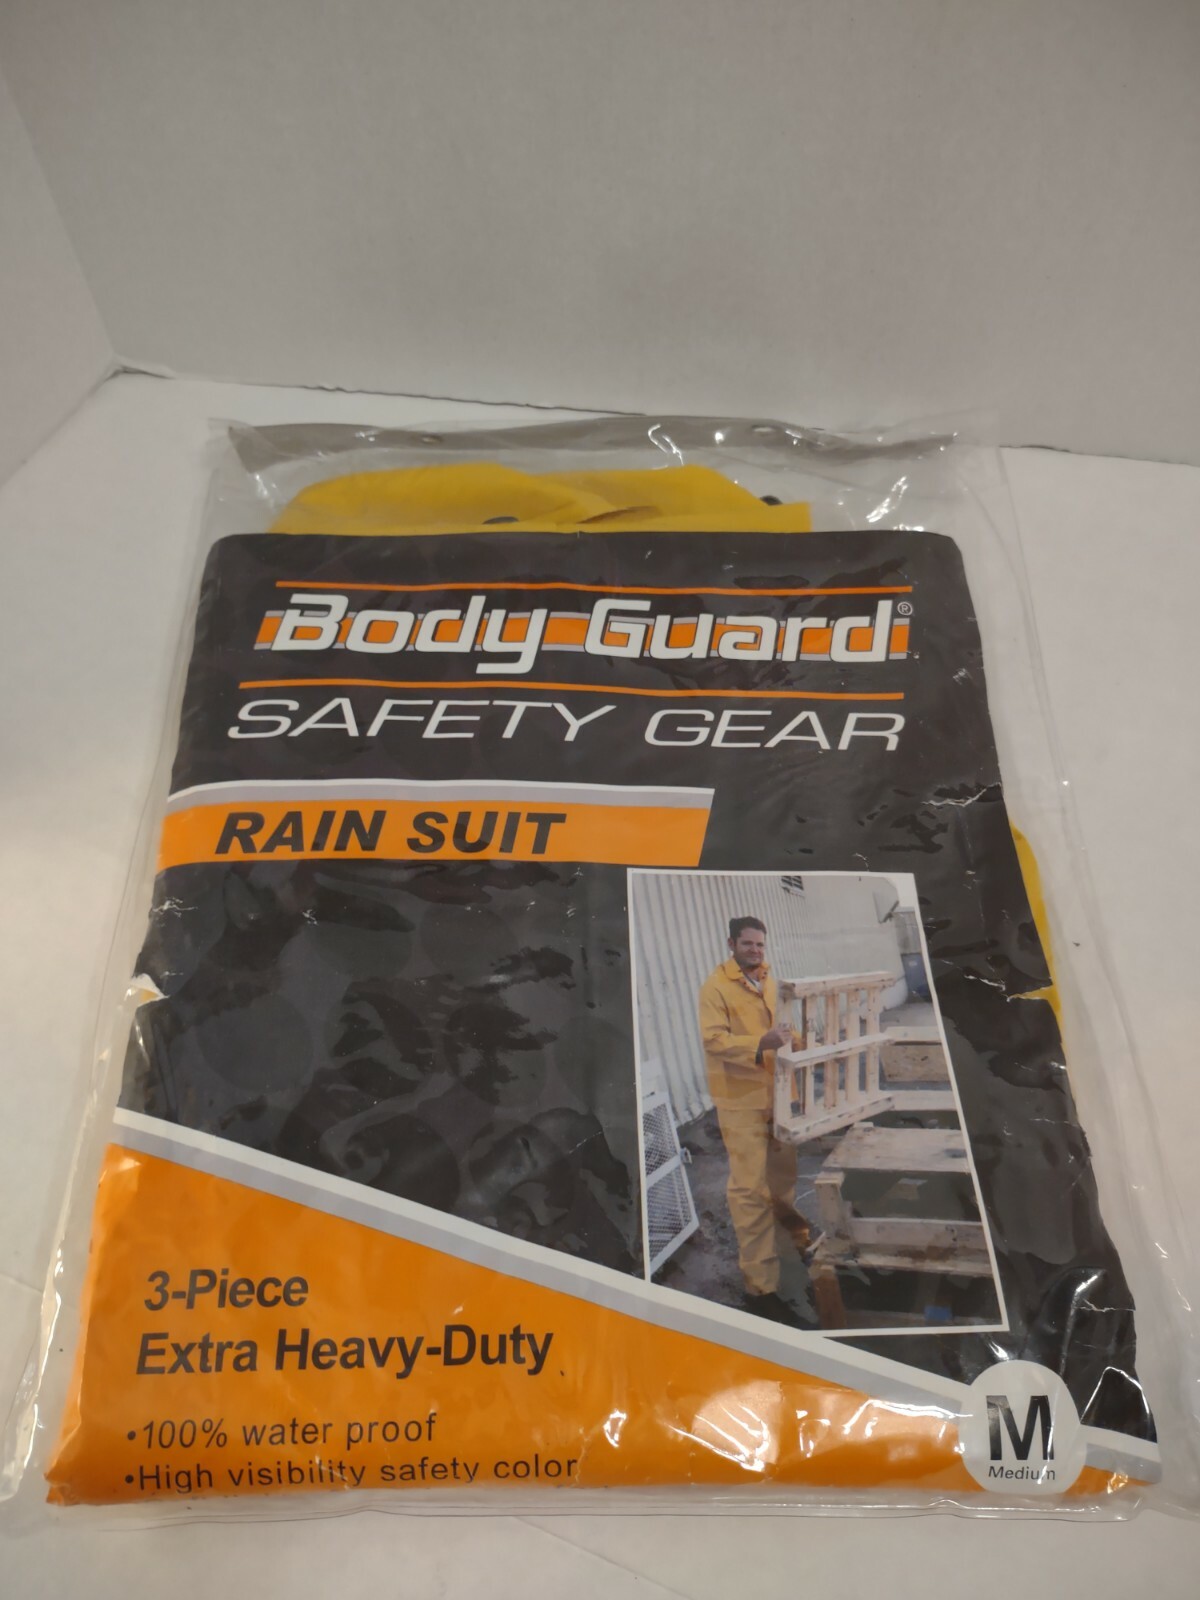 Body Guard®
SAFETY GEAR
RAIN SUIT
3-Piece
Extra Heavy-Duty
•100% water proof
•High visibility safety color
M
Medium